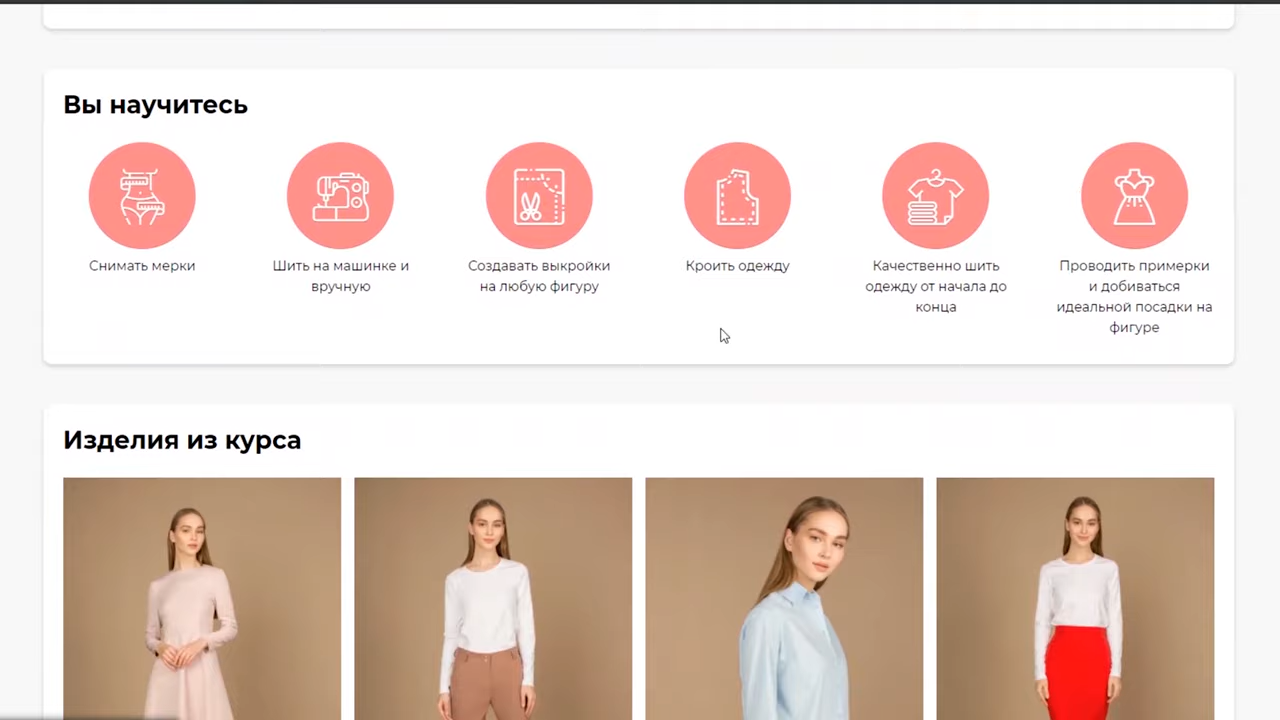 Вы научитесь
Снимать мерки
Шить на машинке и
вручную
Создавать выкройки
на любую фигуру
Кроить одежду
Качественно шить
одежду от начала до
конца
Проводить примерки
и добиваться
идеальной посадки на
фигуре
Изделия из курса